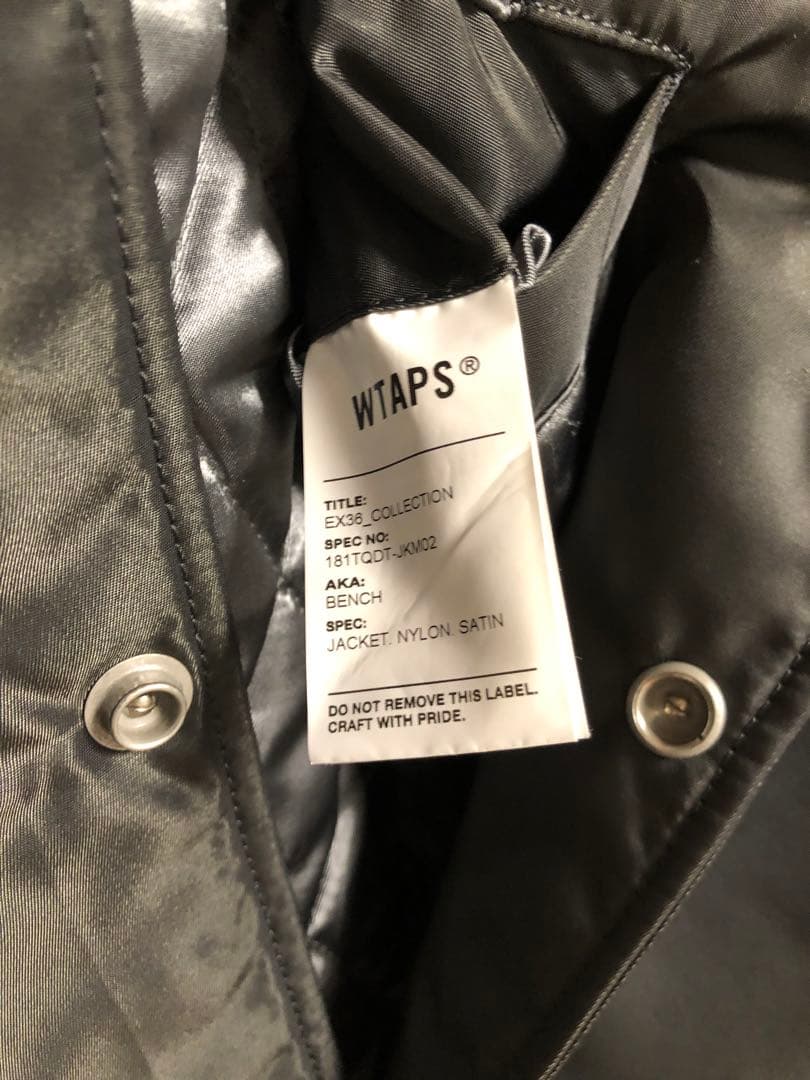 WTAPS®
TITLE:
EX36_COLLECTION
SPEC NO:
181TQDT-JKM02
AKA:
BENCH
SPEC:
JACKET. NYLON. SATIN
DO NOT REMOVE THIS LABEL.
CRAFT WITH PRIDE.